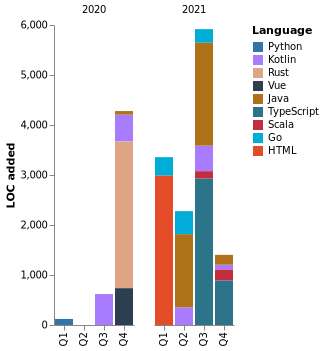 2020 2021
Language
Python
Kotlin
Rust
Vue
Java
TypeScript
Scala
Go
HTML
LOC added
6,000
5,000
4,000
3,000
2,000
1,000
0
Q1 Q2 Q3 Q4 Q1 Q2 Q3 Q4